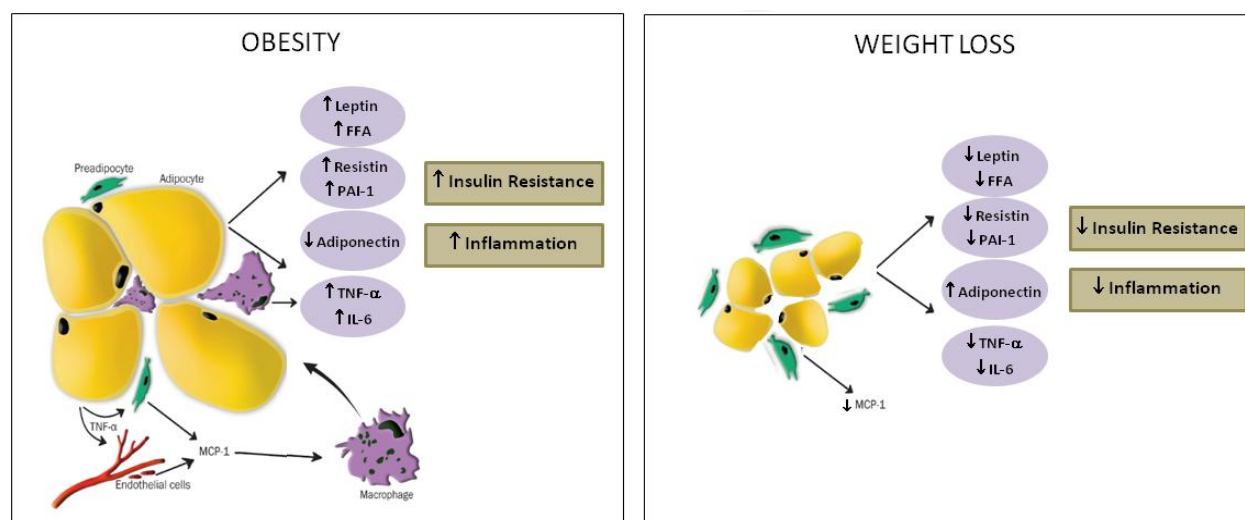 OBESITY
↑ Leptin
↑ FFA
↑ Resistin
↑ PAI-1
↓ Adiponectin
↑ TNF-α
↑ IL-6
↑ Insulin Resistance
↑ Inflammation
Preadipocyte
Adipocyte
TNF-α
MCP-1
Endothelial cells
Macrophage
WEIGHT LOSS
↓ Leptin
↓ FFA
↓ Resistin
↓ PAI-1
↑ Adiponectin
↓ TNF-α
↓ IL-6
↓ Insulin Resistance
↓ Inflammation
↓ MCP-1